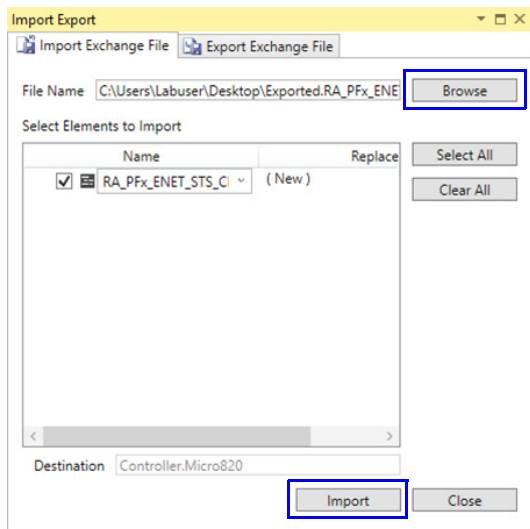 Import Export
Import Exchange File
Export Exchange File
File Name C:\Users\Labuser\Desktop\Exported.RA_PFx_ENE Browse
Select Elements to Import
Name Replace Select All
RA_PFx_ENET_STS_C (New) 
Clear All
Destination Controller.Micro820
Import Close